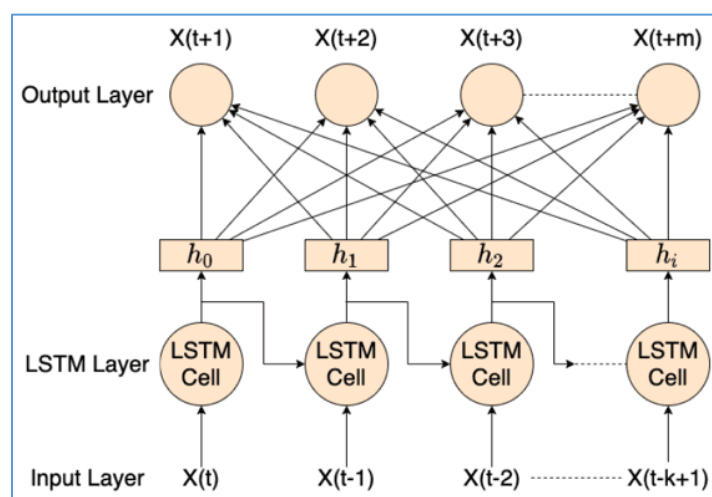 X(t+1) X(t+2) X(t+3) X(t+m)
Output Layer
h₀ h₁ h₂ hᵢ
LSTM Layer LSTM Cell LSTM Cell LSTM Cell LSTM Cell
Input Layer X(t) X(t-1) X(t-2) X(t-k+1)